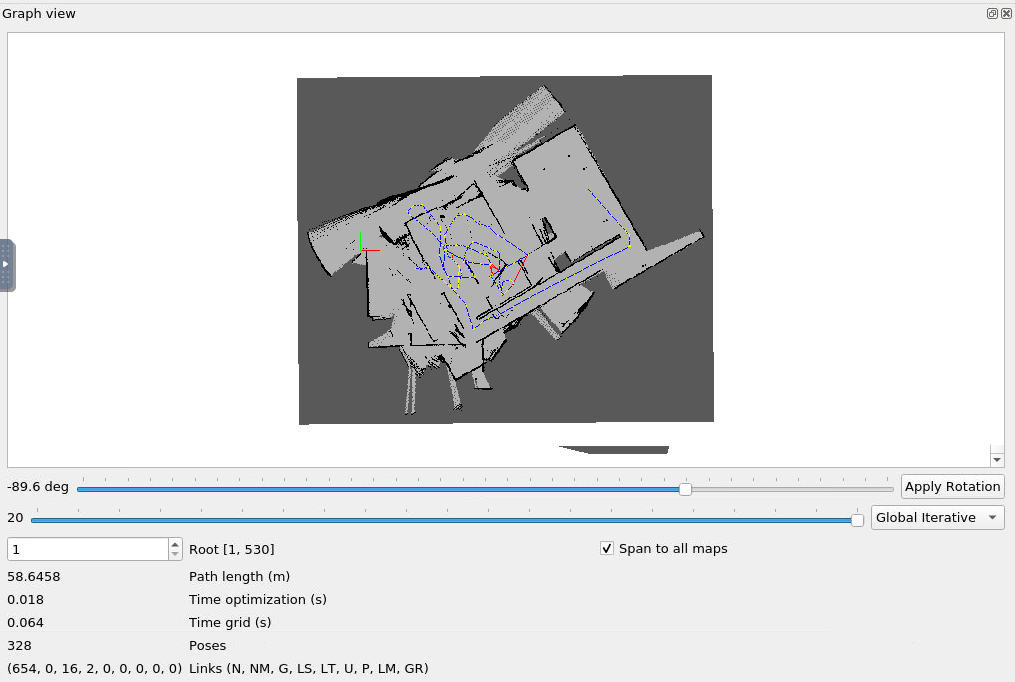 Graph view
-89.6 deg
Apply Rotation
20
Global Iterative
1
Root [1, 530]
Span to all maps
58.6458
Path length (m)
0.018
Time optimization (s)
0.064
Time grid (s)
328
Poses
(654, 0, 16, 2, 0, 0, 0, 0, 0)
Links (N, NM, G, LS, LT, U, P, LM, GR)